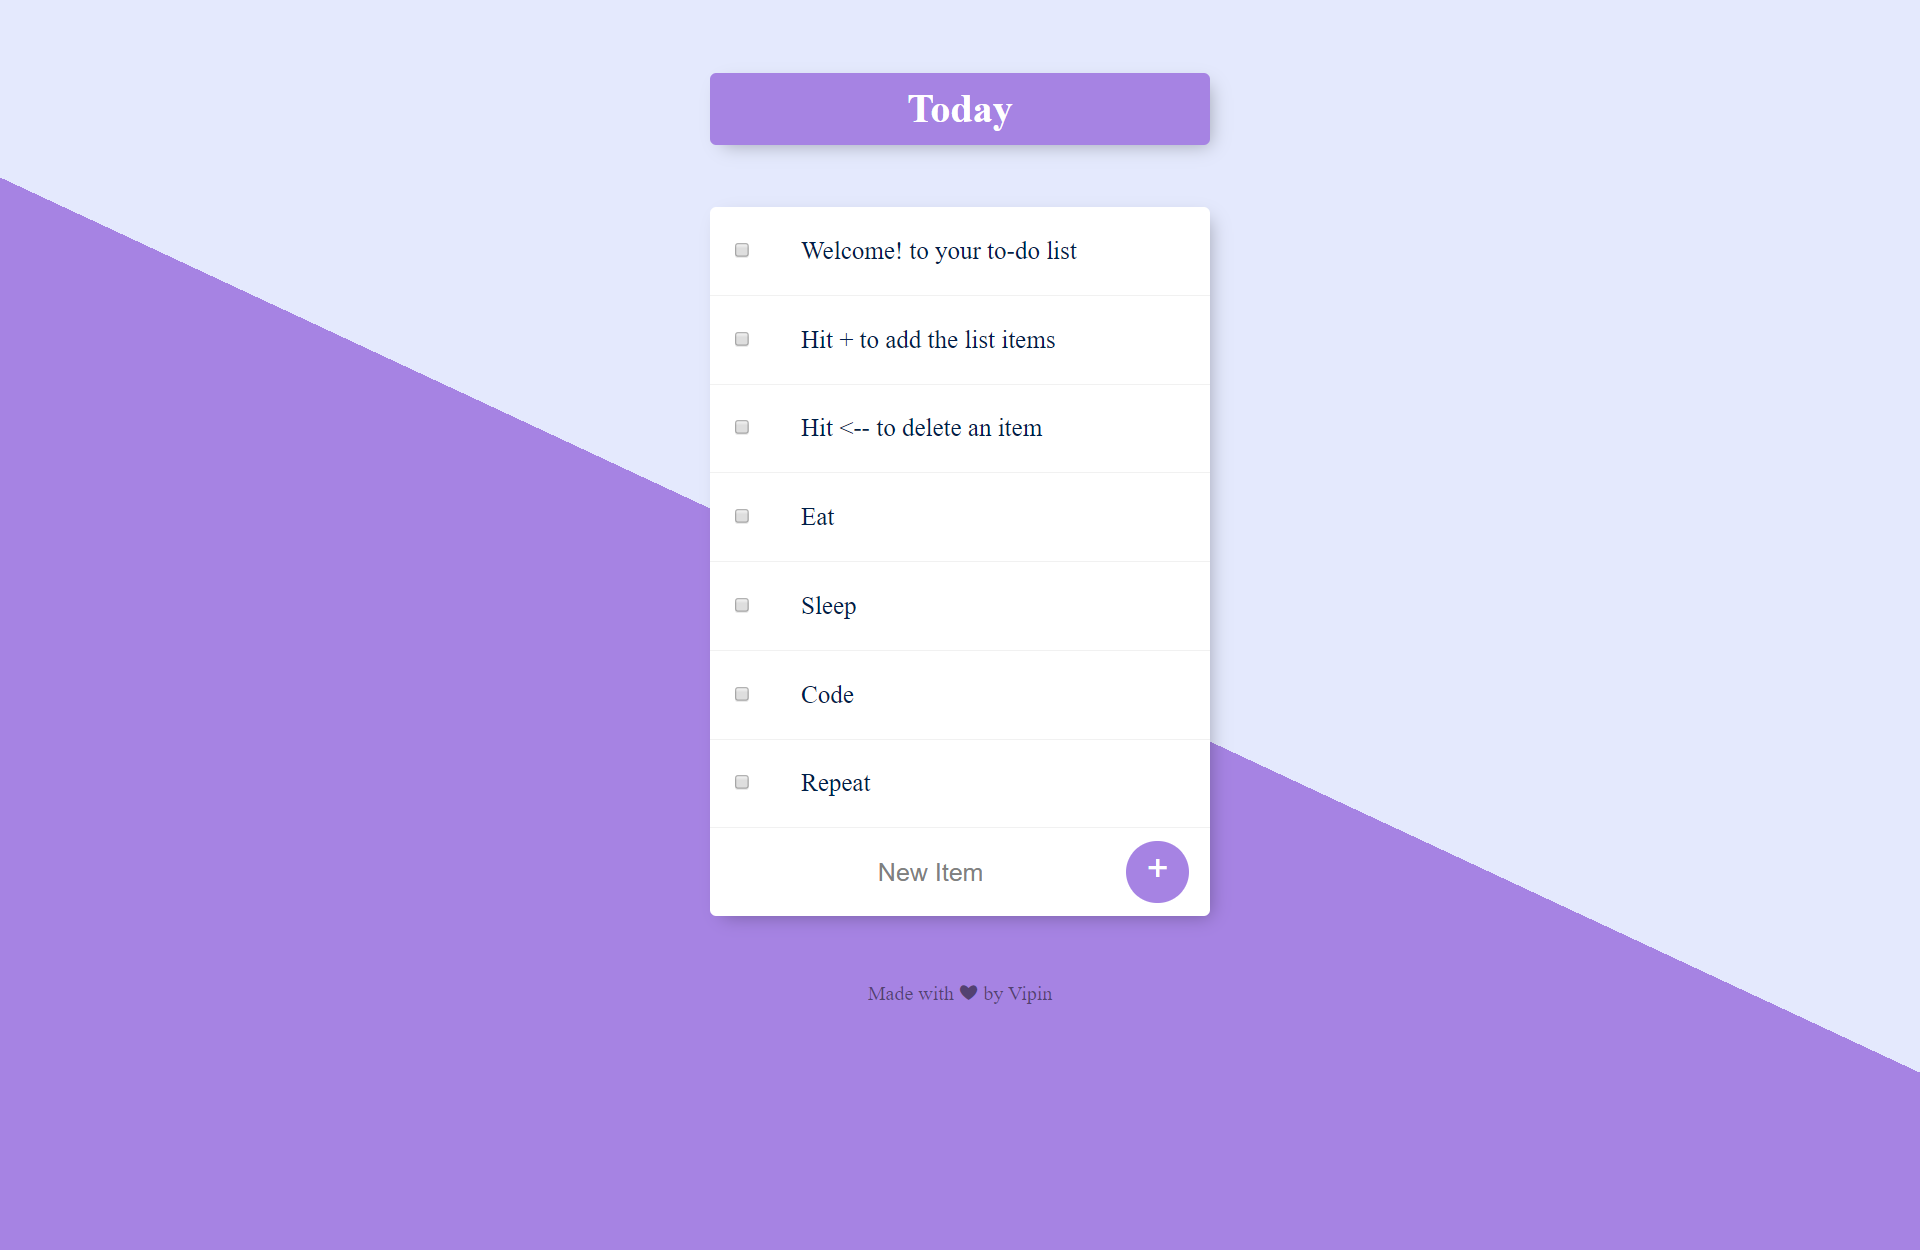 Today
Welcome! to your to-do list
Hit + to add the list items
Hit <-- to delete an item
Eat
Sleep
Code
Repeat
New Item +
Made with ♥ by Vipin